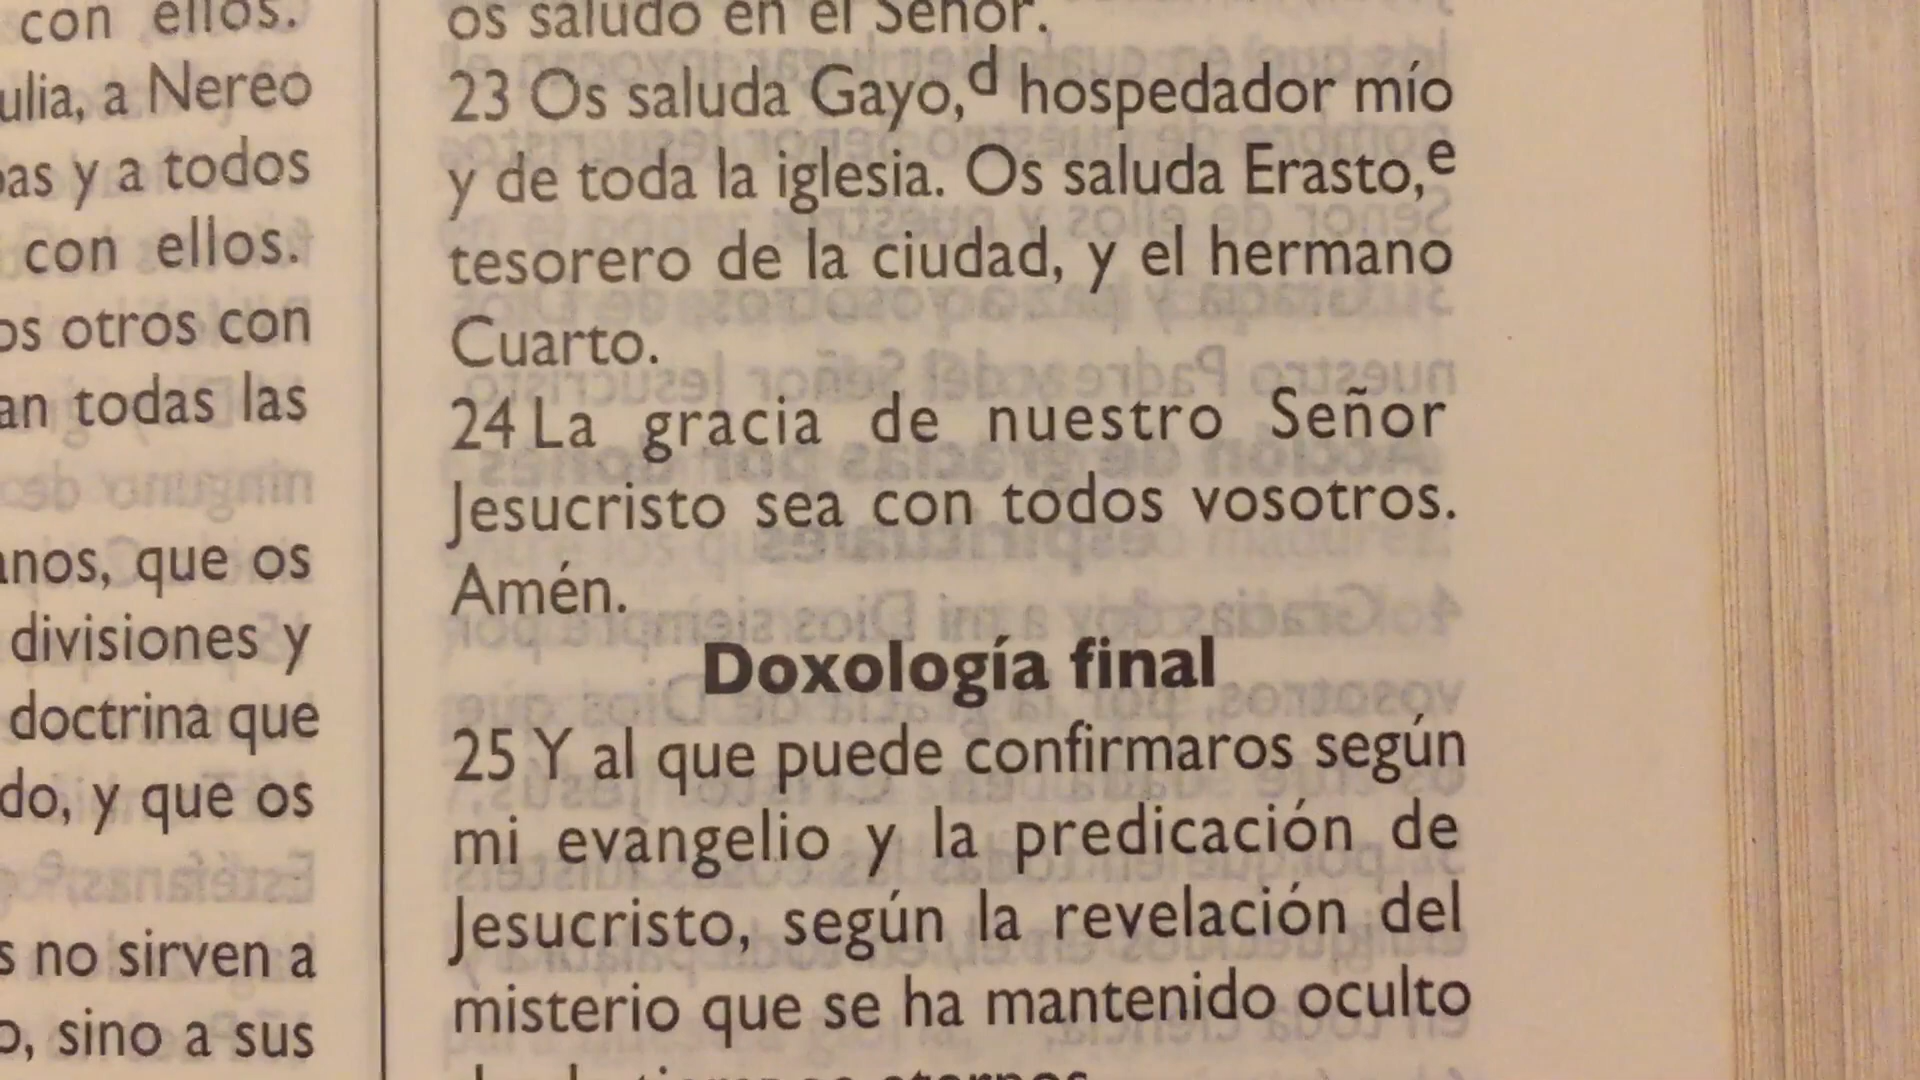 con ellos.
ulia, a Nereo
as y a todos
con ellos.
os otros con
an todas las
anos, que os
divisiones y
doctrina que
do, y que os
s no sirven a
o, sino a sus
os saludo en el Señor.
23 Os saluda Gayo,d hospedador mío
y de toda la iglesia. Os saluda Erasto,e
tesorero de la ciudad, y el hermano
Cuarto.
24 La gracia de nuestro Señor
Jesucristo sea con todos vosotros.
Amén.
Doxología final
25 Y al que puede confirmaros según
mi evangelio y la predicación de
Jesucristo, según la revelación del
misterio que se ha mantenido oculto